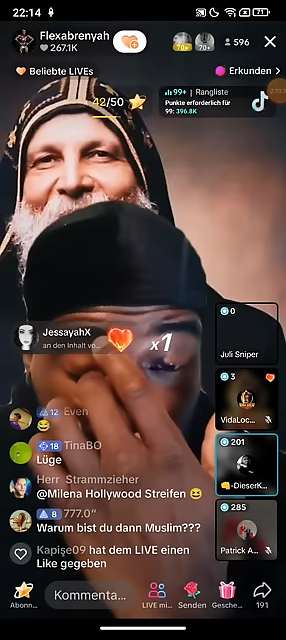 22:14
71
Flexabrenyah
267.1K
70+
70+
596
Beliebte LIVEs
Erkunden >
42/50
99+ | Rangliste
Punkte erforderlich für
99: 396.8K
JessayahX
an den Inhalt vo...
x1
0
Juli Sniper
3
VidaLoc...
201
-DieserK...
285
Patrick A...
12 Even
18 TinaBO
Lüge
Herr_Strammzieher
@Milena Hollywood Streifen 😆
8 777.0"
Warum bist du dann Muslim???
Kapişe09 hat dem LIVE einen
Like gegeben
Kommenta...
Abonn...
LIVE mi...
Senden
Gesche...
191